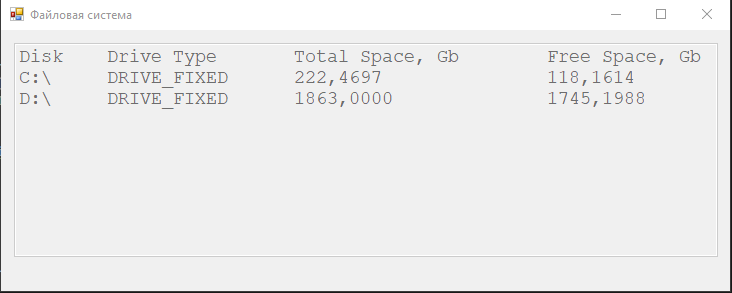 Файловая система
Disk Drive Type Total Space, Gb Free Space, Gb
C:\ DRIVE_FIXED 222,4697 118,1614
D:\ DRIVE_FIXED 1863,0000 1745,1988